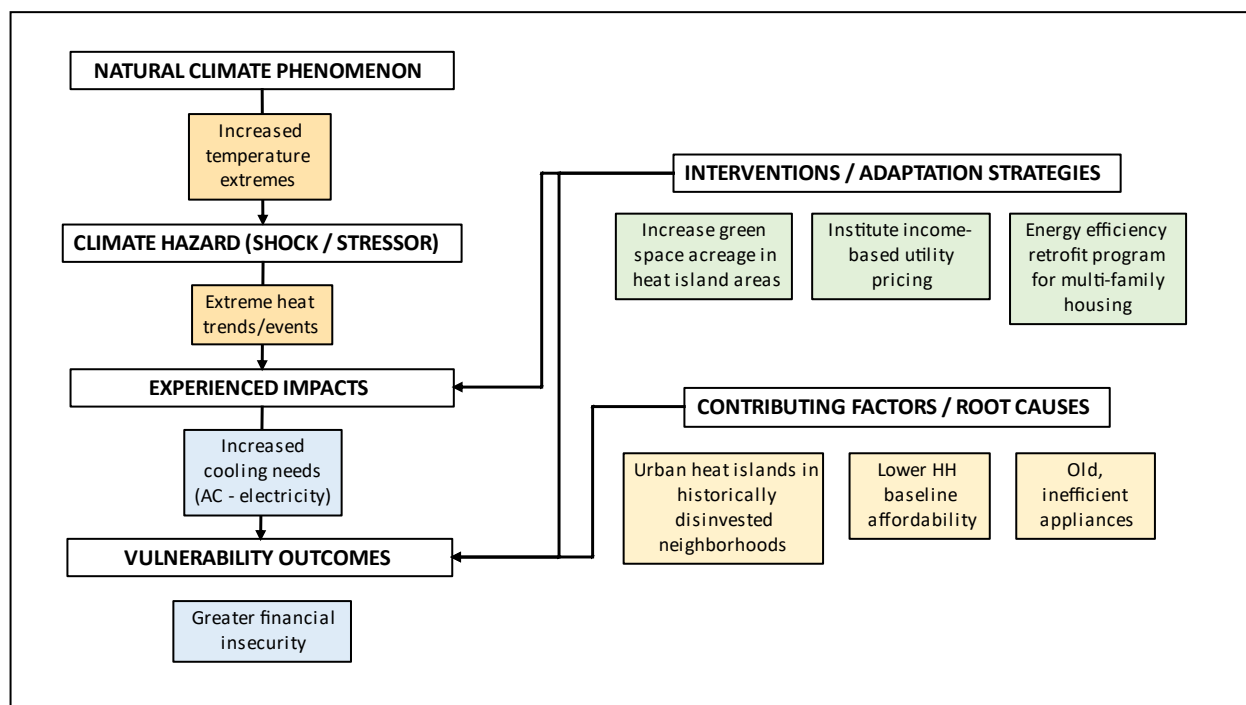 NATURAL CLIMATE PHENOMENON
Increased
temperature
extremes
CLIMATE HAZARD (SHOCK / STRESSOR)
Extreme heat
trends/events
EXPERIENCED IMPACTS
Increased
cooling needs
(AC - electricity)
VULNERABILITY OUTCOMES
Greater financial
insecurity
INTERVENTIONS / ADAPTATION STRATEGIES
Increase green
space acreage in
heat island areas
Institute income-
based utility
pricing
Energy efficiency
retrofit program
for multi-family
housing
CONTRIBUTING FACTORS / ROOT CAUSES
Urban heat islands in
historically
disinvested
neighborhoods
Lower HH
baseline
affordability
Old,
inefficient
appliances